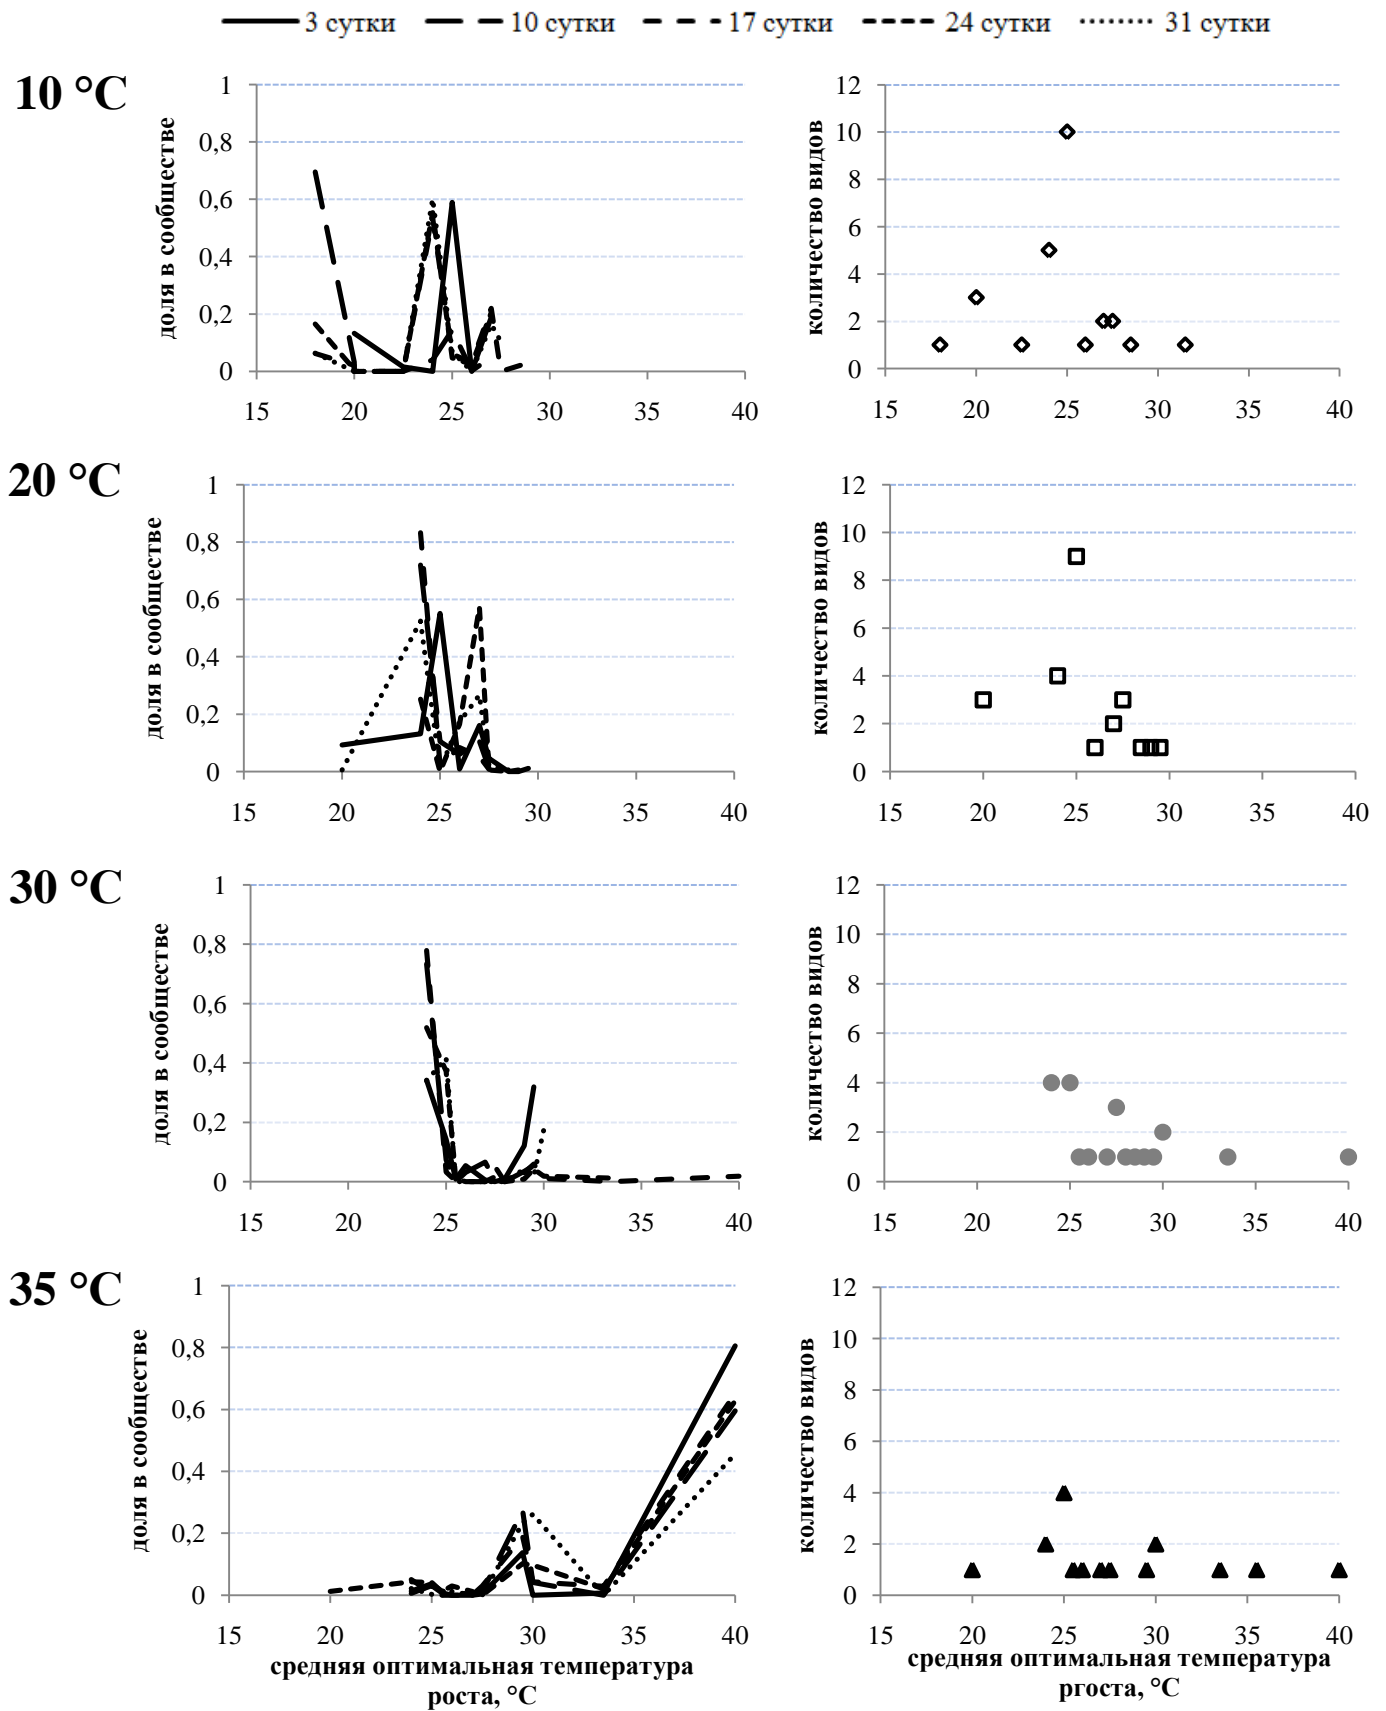 3 сутки 10 сутки 17 сутки 24 сутки 31 сутки
10 °C
доля в сообществе
1
0,8
0,6
0,4
0,2
0
15 20 25 30 35 40
количество видов
12
10
8
6
4
2
0
15 20 25 30 35 40
20 °C
доля в сообществе
1
0,8
0,6
0,4
0,2
0
15 20 25 30 35 40
количество видов
12
10
8
6
4
2
0
15 20 25 30 35 40
30 °C
доля в сообществе
1
0,8
0,6
0,4
0,2
0
15 20 25 30 35 40
количество видов
12
10
8
6
4
2
0
15 20 25 30 35 40
35 °C
доля в сообществе
1
0,8
0,6
0,4
0,2
0
15 20 25 30 35 40
средняя оптимальная температура
роста, °C
количество видов
12
10
8
6
4
2
0
15 20 25 30 35 40
средняя оптимальная температура
ргоста, °C